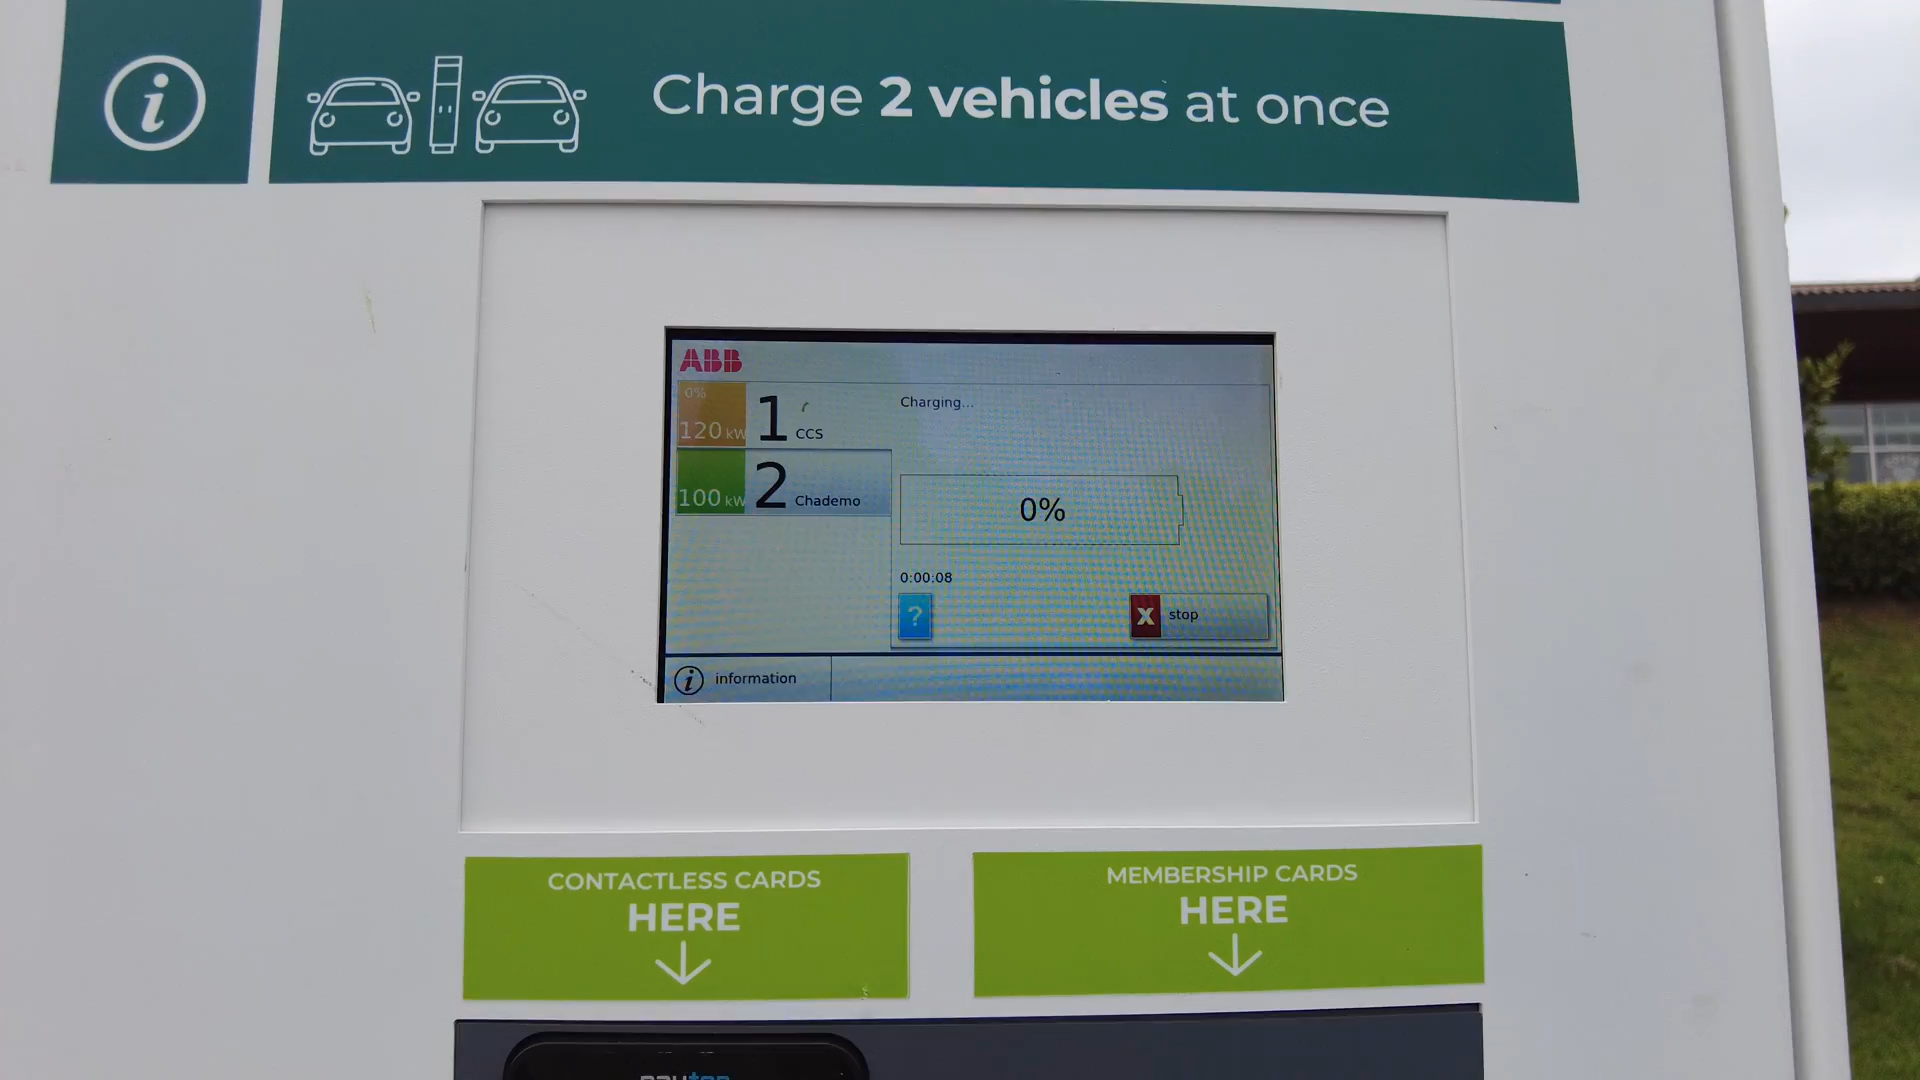 Charge 2 vehicles at once
ABB
0%
120 kW
1
CCS
Charging...
100 kW
2
Chademo
0%
0:00:08
?
X stop
i information
CONTACTLESS CARDS
HERE
MEMBERSHIP CARDS
HERE